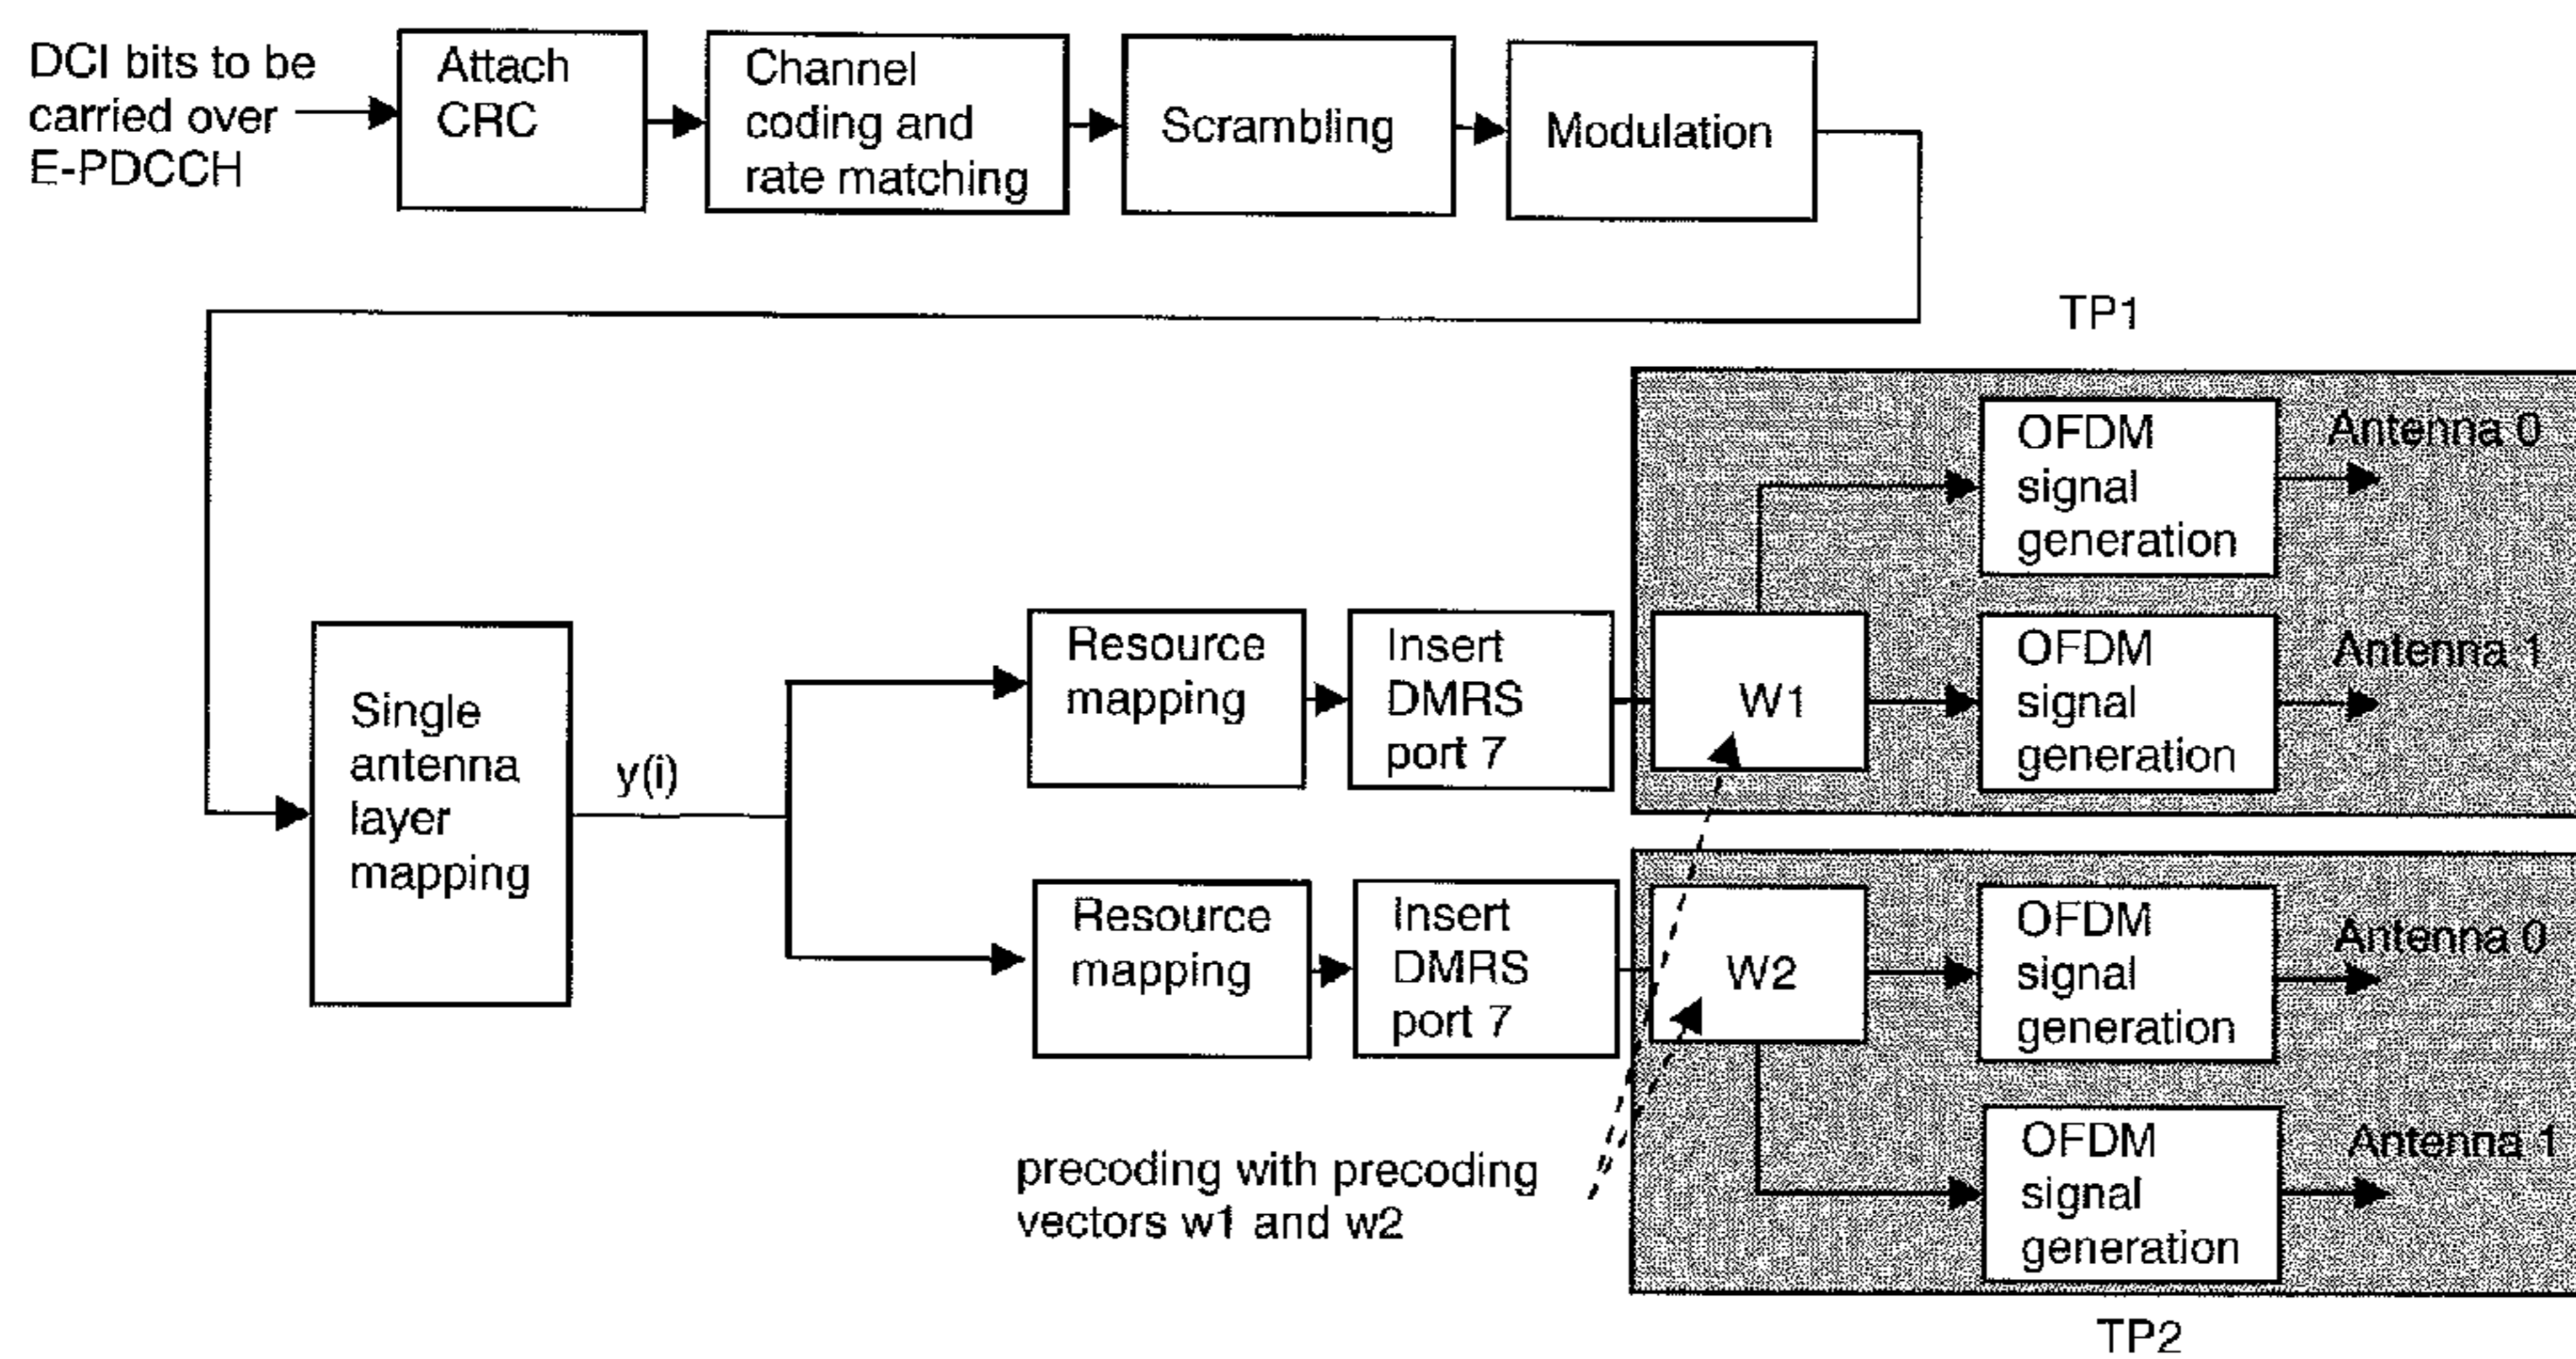 DCI bits to be
carried over
E-PDCCH
Attach
CRC
Channel
coding and
rate matching
Scrambling
Modulation
TP1
OFDM
signal
generation
Antenna 0
Single
antenna
layer
mapping
y(i)
Resource
mapping
Insert
DMRS
port 7
W1
OFDM
signal
generation
Antenna 1
Resource
mapping
Insert
DMRS
port 7
W2
OFDM
signal
generation
Antenna 0
precoding with precoding
vectors w1 and w2
OFDM
signal
generation
Antenna 1
TP2